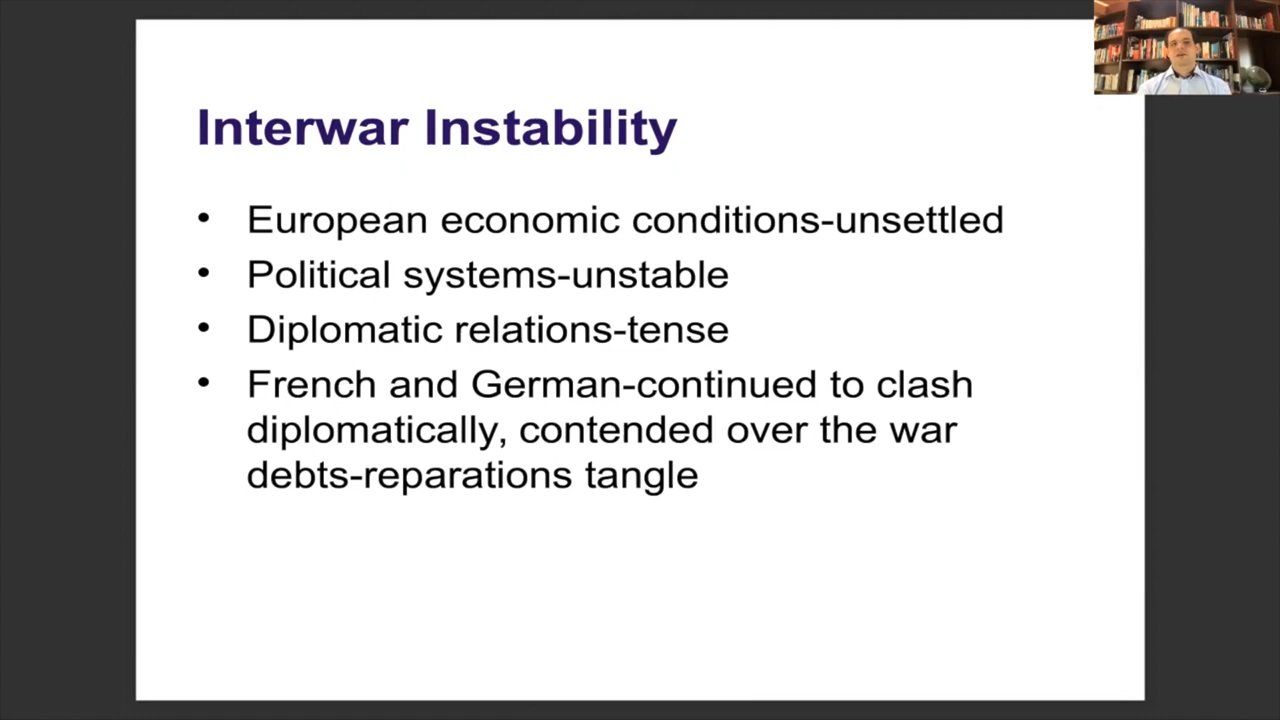 Interwar Instability
• European economic conditions-unsettled
• Political systems-unstable
• Diplomatic relations-tense
• French and German-continued to clash
diplomatically, contended over the war
debts-reparations tangle